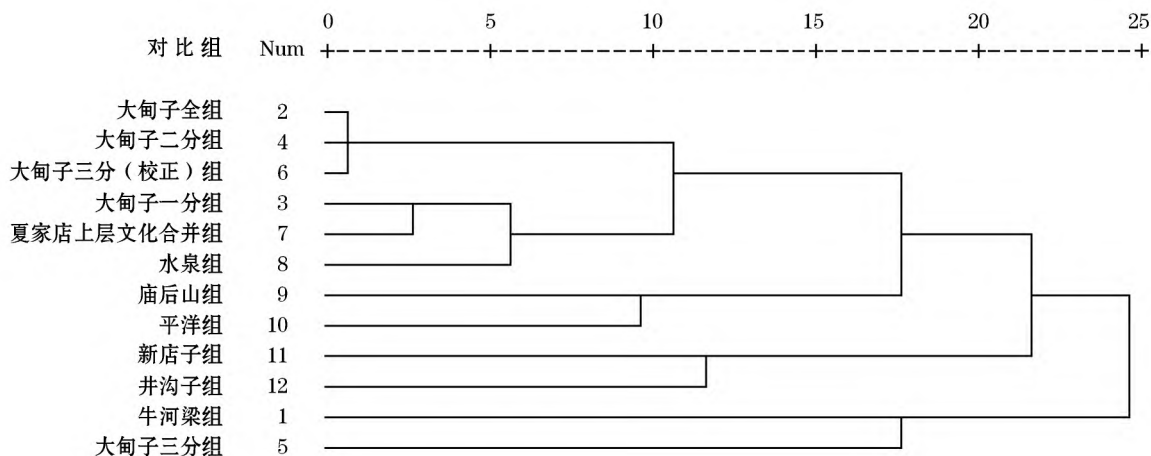 0 5 10 15 20 25
对比组 Num
大甸子全组 2
大甸子二分组 4
大甸子三分（校正）组 6
大甸子一分组 3
夏家店上层文化合并组 7
水泉组 8
庙后山组 9
平洋组 10
新店子组 11
井沟子组 12
牛河梁组 1
大甸子三分组 5